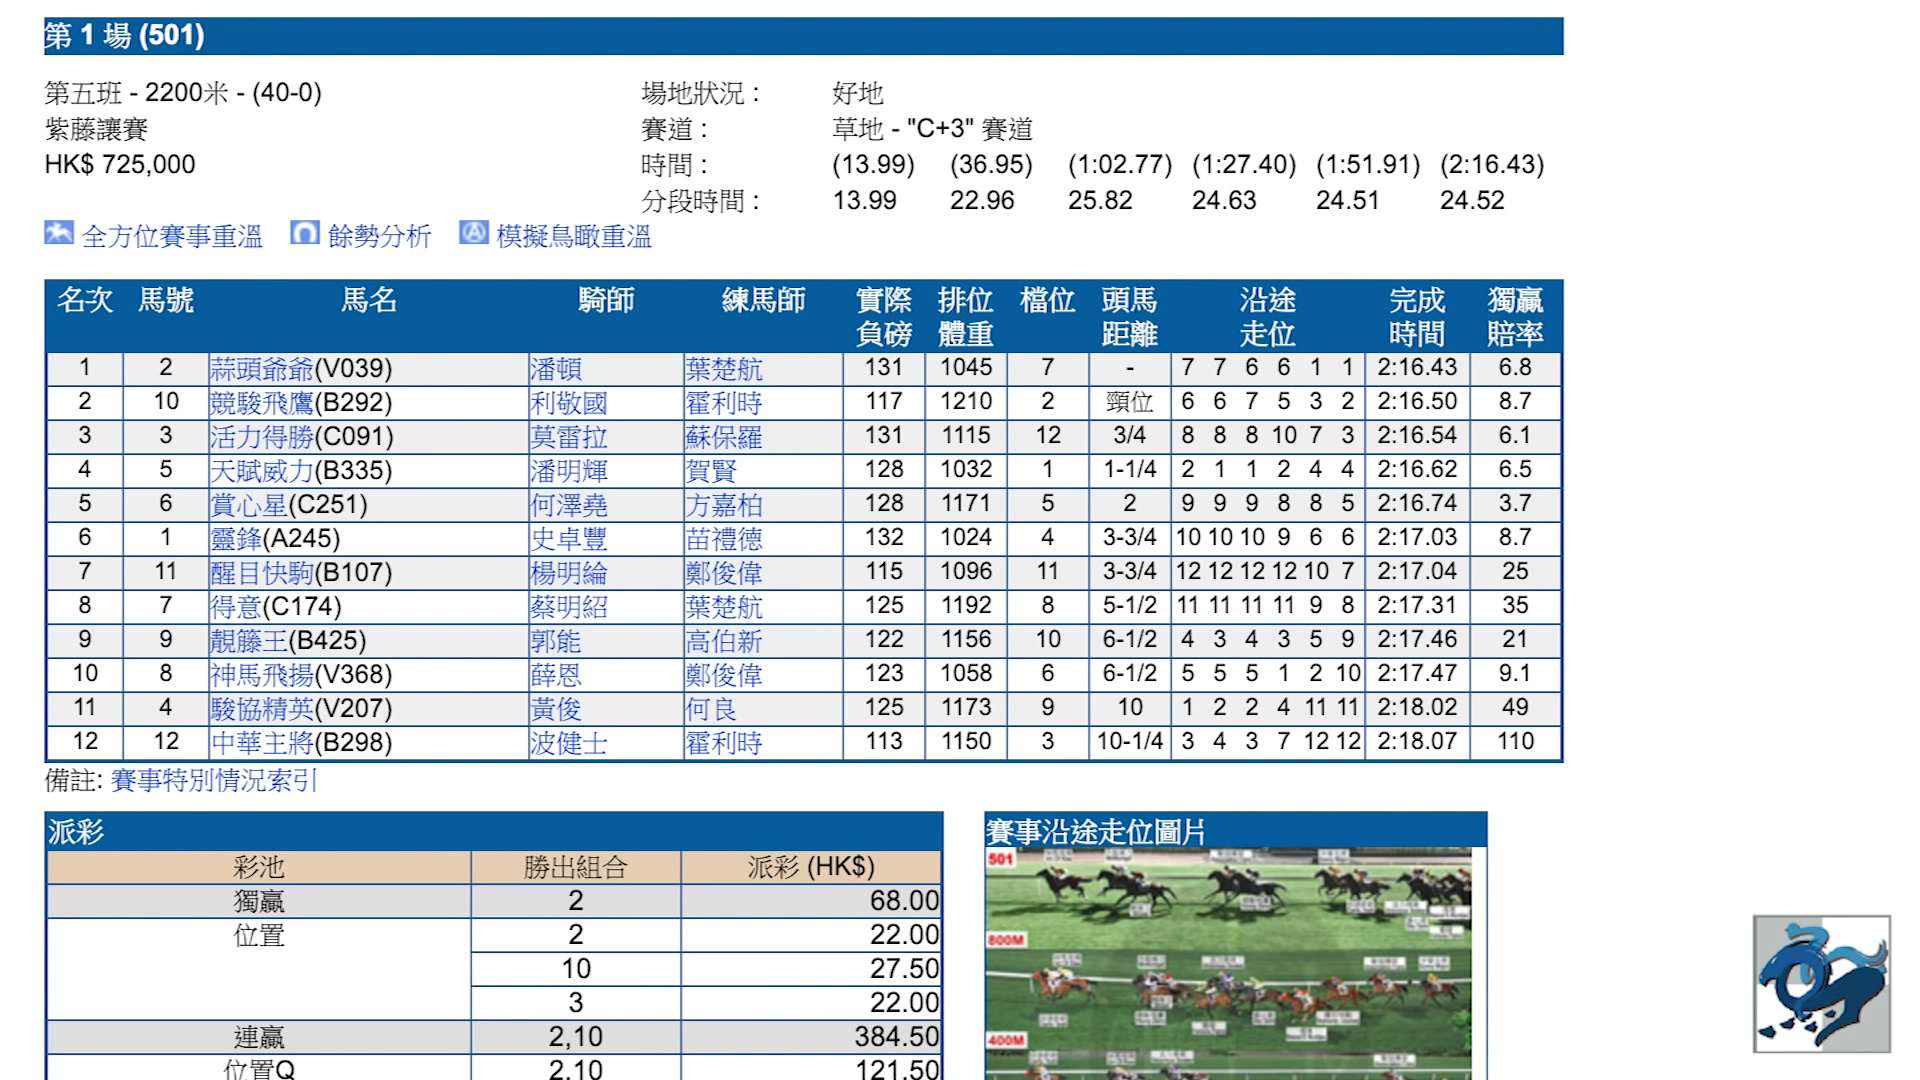 第 1 場 (501)
第五班 - 2200米 - (40-0) 場地狀況 : 好地
紫藤讓賽 賽道 : 草地 - "C+3" 賽道
HK$ 725,000 時間 : (13.99) (36.95) (1:02.77) (1:27.40) (1:51.91) (2:16.43)
分段時間 : 13.99 22.96 25.82 24.63 24.51 24.52
全方位賽事重溫 餘勢分析 模擬鳥瞰重溫
名次 馬號 馬名 騎師 練馬師 實際負磅 排位體重 檔位 頭馬距離 沿途走位 完成時間 獨贏賠率
1 2 蒜頭爺爺(V039) 潘頓 葉楚航 131 1045 7 - 7 7 6 6 1 1 2:16.43 6.8
2 10 競駿飛鷹(B292) 利敬國 霍利時 117 1210 2 頸位 6 6 7 5 3 2 2:16.50 8.7
3 3 活力得勝(C091) 莫雷拉 蘇保羅 131 1115 12 3/4 8 8 8 10 7 3 2:16.54 6.1
4 5 天賦威力(B335) 潘明輝 賀賢 128 1032 1 1-1/4 2 1 1 2 4 4 2:16.62 6.5
5 6 賞心星(C251) 何澤堯 方嘉柏 128 1171 5 2 9 9 9 8 8 5 2:16.74 3.7
6 1 靈鋒(A245) 史卓豐 苗禮德 132 1024 4 3-3/4 10 10 10 9 6 6 2:17.03 8.7
7 11 醒目快駒(B107) 楊明綸 鄭俊偉 115 1096 11 3-3/4 12 12 12 12 10 7 2:17.04 25
8 7 得意(C174) 蔡明紹 葉楚航 125 1192 8 5-1/2 11 11 11 11 9 8 2:17.31 35
9 9 靚籐王(B425) 郭能 高伯新 122 1156 10 6-1/2 4 3 4 3 5 9 2:17.46 21
10 8 神馬飛揚(V368) 薛恩 鄭俊偉 123 1058 6 6-1/2 5 5 5 1 2 10 2:17.47 9.1
11 4 駿協精英(V207) 黃俊 何良 125 1173 9 10 1 2 2 4 11 11 2:18.02 49
12 12 中華主將(B298) 波健士 霍利時 113 1150 3 10-1/4 3 4 3 7 12 12 2:18.07 110
備註: 賽事特別情況索引
派彩
彩池 勝出組合 派彩 (HK$)
獨贏 2 68.00
位置 2 22.00
10 27.50
3 22.00
連贏 2,10 384.50
位置Q 2,10 121.50
賽事沿途走位圖片
501
800M
400M